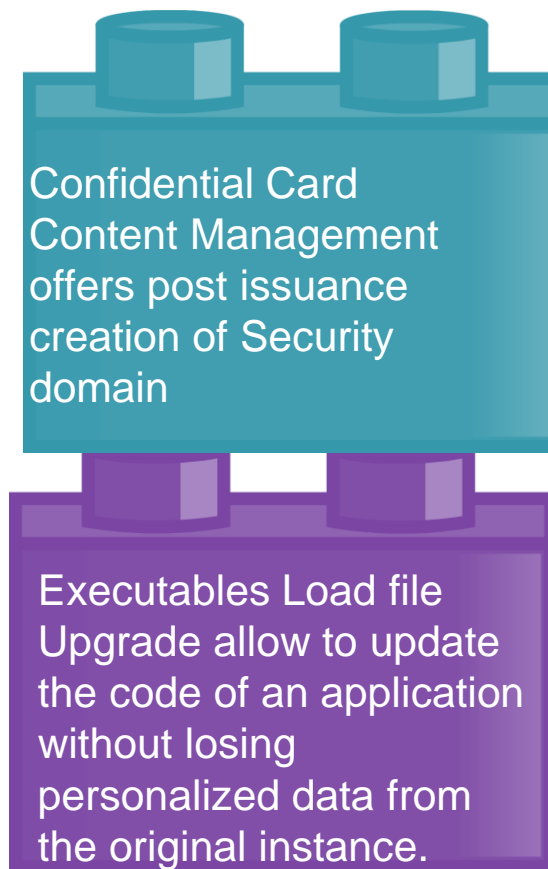 Confidential Card
Content Management
offers post issuance
creation of Security
domain
Executables Load file
Upgrade allow to update
the code of an application
without losing
personalized data from
the original instance.